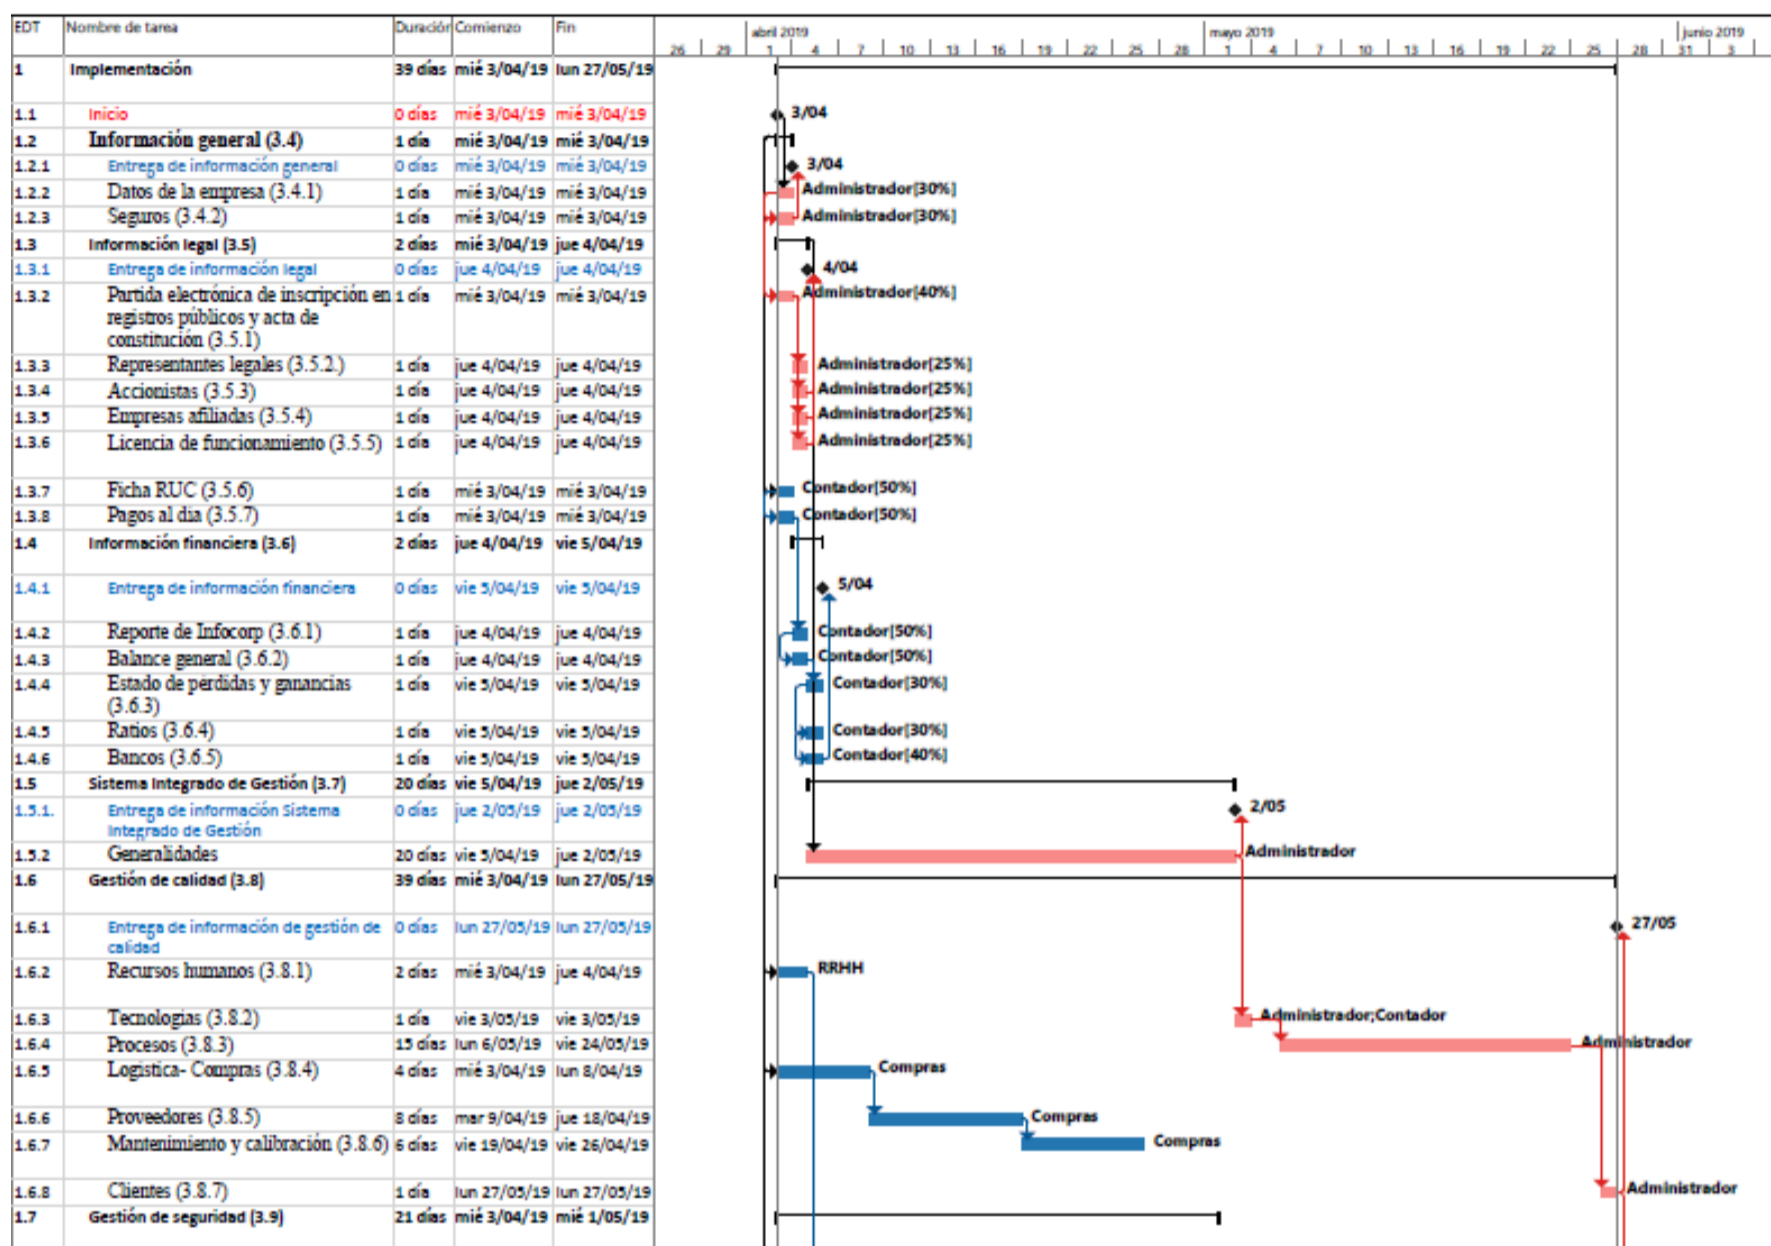 EDT Nombre de tarea Duración Comienzo Fin abril 2019 mayo 2019 junio 2019
26 29 1 4 7 10 13 16 19 22 25 28 1 4 7 10 13 16 19 22 25 28 31 3
1 Implementación 39 días mié 3/04/19 lun 27/05/19
1.1 Inicio 0 días mié 3/04/19 mié 3/04/19 3/04
1.2 Información general (3.4) 1 día mié 3/04/19 mié 3/04/19
1.2.1 Entrega de información general 0 días mié 3/04/19 mié 3/04/19 3/04
1.2.2 Datos de la empresa (3.4.1) 1 día mié 3/04/19 mié 3/04/19 Administrador[30%]
1.2.3 Seguros (3.4.2) 1 día mié 3/04/19 mié 3/04/19 Administrador[30%]
1.3 Información legal (3.5) 2 días mié 3/04/19 jue 4/04/19
1.3.1 Entrega de información legal 0 días jue 4/04/19 jue 4/04/19 4/04
1.3.2 Partida electrónica de inscripción en 1 día mié 3/04/19 mié 3/04/19 Administrador[40%]
registros públicos y acta de
constitución (3.5.1)
1.3.3 Representantes legales (3.5.2.) 1 día jue 4/04/19 jue 4/04/19 Administrador[25%]
1.3.4 Accionistas (3.5.3) 1 día jue 4/04/19 jue 4/04/19 Administrador[25%]
1.3.5 Empresas afiliadas (3.5.4) 1 día jue 4/04/19 jue 4/04/19 Administrador[25%]
1.3.6 Licencia de funcionamiento (3.5.5) 1 día jue 4/04/19 jue 4/04/19 Administrador[25%]
1.3.7 Ficha RUC (3.5.6) 1 día mié 3/04/19 mié 3/04/19 Contador[50%]
1.3.8 Pagos al día (3.5.7) 1 día mié 3/04/19 mié 3/04/19 Contador[50%]
1.4 Información financiera (3.6) 2 días jue 4/04/19 vie 5/04/19
1.4.1 Entrega de información financiera 0 días vie 5/04/19 vie 5/04/19 5/04
1.4.2 Reporte de Infocorp (3.6.1) 1 día jue 4/04/19 jue 4/04/19 Contador[50%]
1.4.3 Balance general (3.6.2) 1 día jue 4/04/19 jue 4/04/19 Contador[50%]
1.4.4 Estado de pérdidas y ganancias 1 día vie 5/04/19 vie 5/04/19 Contador[30%]
(3.6.3)
1.4.5 Ratios (3.6.4) 1 día vie 5/04/19 vie 5/04/19 Contador[30%]
1.4.6 Bancos (3.6.5) 1 día vie 5/04/19 vie 5/04/19 Contador[40%]
1.5 Sistema Integrado de Gestión (3.7) 20 días vie 5/04/19 jue 2/05/19
1.5.1. Entrega de información Sistema 0 días jue 2/05/19 jue 2/05/19 2/05
Integrado de Gestión
1.5.2 Generalidades 20 días vie 5/04/19 jue 2/05/19 Administrador
1.6 Gestión de calidad (3.8) 39 días mié 3/04/19 lun 27/05/19
1.6.1 Entrega de información de gestión de 0 días lun 27/05/19 lun 27/05/19 27/05
calidad
1.6.2 Recursos humanos (3.8.1) 2 días mié 3/04/19 jue 4/04/19 RRHH
1.6.3 Tecnologías (3.8.2) 1 día vie 3/05/19 vie 3/05/19 Administrador;Contador
1.6.4 Procesos (3.8.3) 15 días lun 6/05/19 vie 24/05/19 Administrador
1.6.5 Logística- Compras (3.8.4) 4 días mié 3/04/19 lun 8/04/19 Compras
1.6.6 Proveedores (3.8.5) 8 días mar 9/04/19 jue 18/04/19 Compras
1.6.7 Mantenimiento y calibración (3.8.6) 6 días vie 19/04/19 vie 26/04/19 Compras
1.6.8 Clientes (3.8.7) 1 día lun 27/05/19 lun 27/05/19 Administrador
1.7 Gestión de seguridad (3.9) 21 días mié 3/04/19 mié 1/05/19